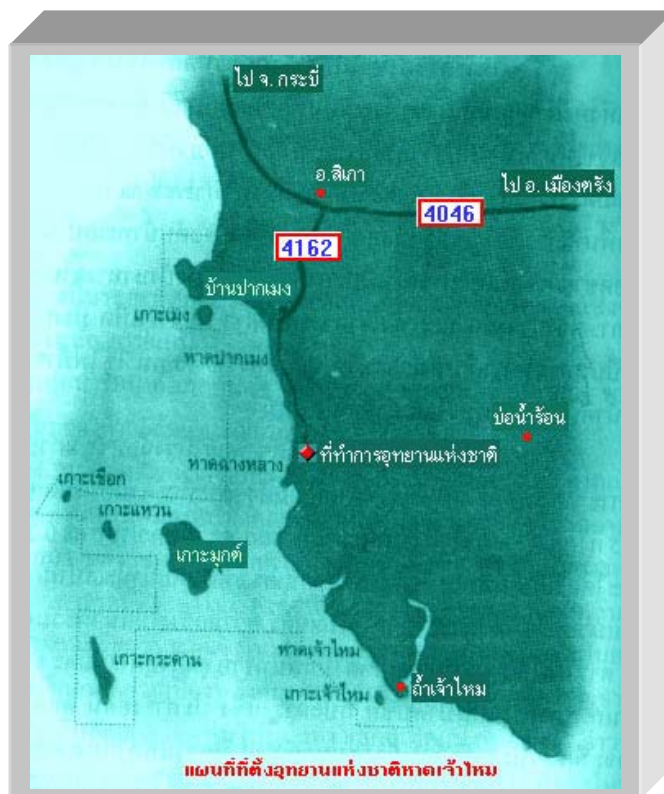 ไป จ. กระบี่
อ.สิเกา
ไป อ. เมืองตรัง
4046
4162
บ้านปากเมง
เกาะเมง
หาดปากเมง
บ่อน้ำร้อน
ที่ทำการอุทยานแห่งชาติ
หาดฉางหลาง
เกาะเชือก
เกาะแหวน
เกาะมุกต์
หาดเจ้าไหม
เกาะกระดาน
ถ้ำเจ้าไหม
เกาะเจ้าไหม
แผนที่ที่ตั้งอุทยานแห่งชาติหาดเจ้าไหม